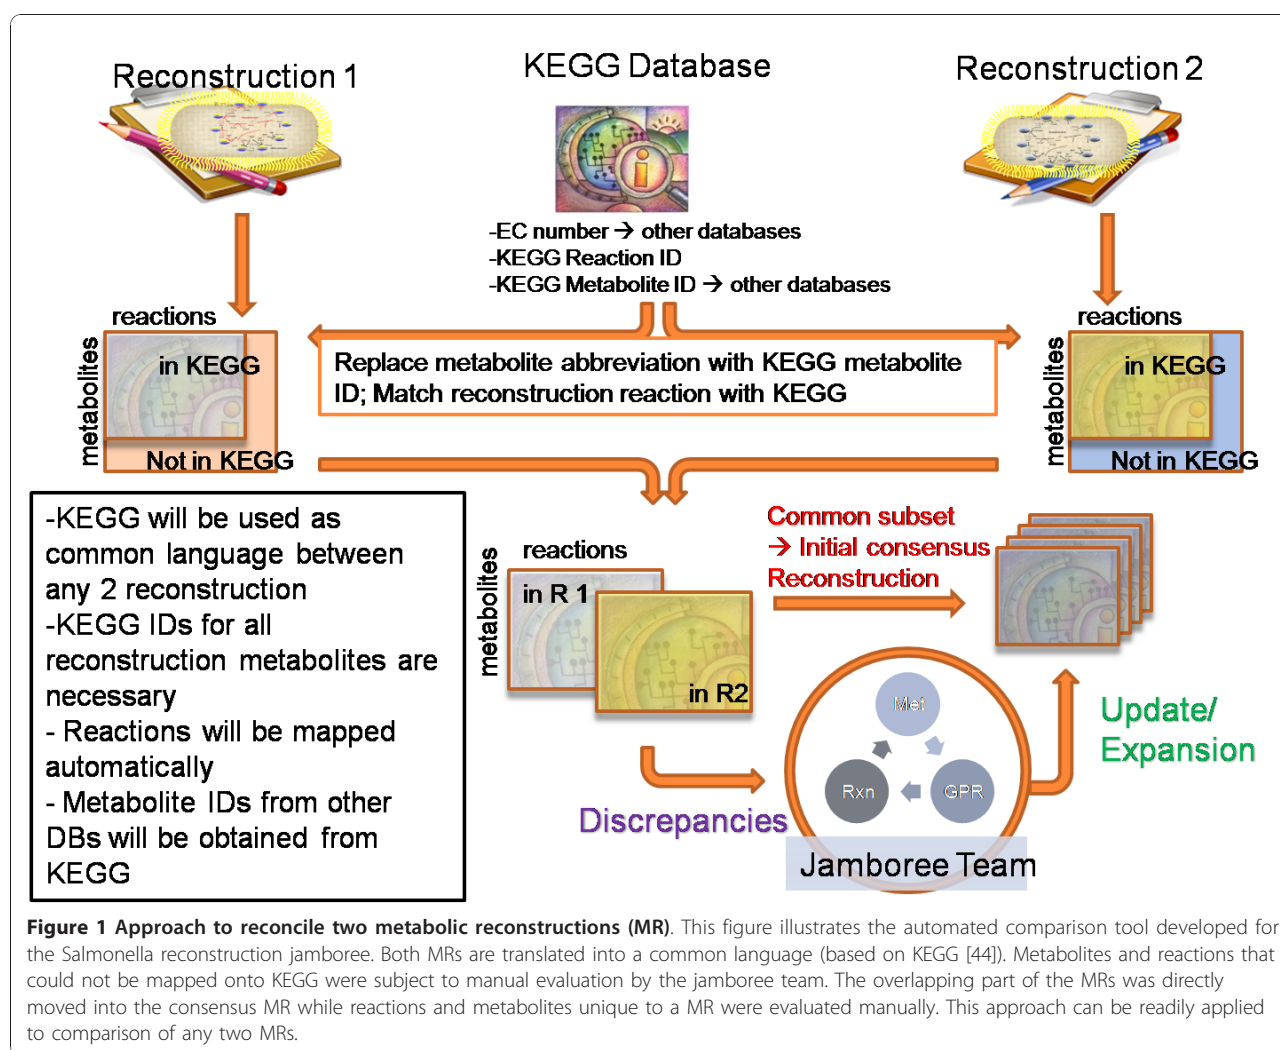 Reconstruction 1
KEGG Database
Reconstruction 2
-EC number → other databases
-KEGG Reaction ID
-KEGG Metabolite ID → other databases
reactions
metabolites
in KEGG
Not in KEGG
Replace metabolite abbreviation with KEGG metabolite
ID; Match reconstruction reaction with KEGG
reactions
metabolites
in KEGG
Not in KEGG
-KEGG will be used as
common language between
any 2 reconstruction
-KEGG IDs for all
reconstruction metabolites are
necessary
- Reactions will be mapped
automatically
- Metabolite IDs from other
DBs will be obtained from
KEGG
reactions
metabolites
in R 1
in R2
Common subset
→ Initial consensus
Reconstruction
Discrepancies
Met
Rxn
GPR
Jamboree Team
Update/
Expansion
Figure 1 Approach to reconcile two metabolic reconstructions (MR). This figure illustrates the automated comparison tool developed for
the Salmonella reconstruction jamboree. Both MRs are translated into a common language (based on KEGG [44]). Metabolites and reactions that
could not be mapped onto KEGG were subject to manual evaluation by the jamboree team. The overlapping part of the MRs was directly
moved into the consensus MR while reactions and metabolites unique to a MR were evaluated manually. This approach can be readily applied
to comparison of any two MRs.